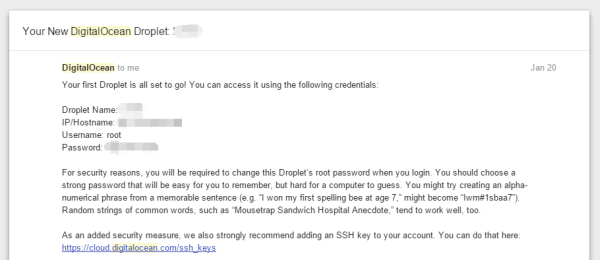 Your New DigitalOcean Droplet:
DigitalOcean to me Jan 20
Your first Droplet is all set to go! You can access it using the following credentials:
Droplet Name:
IP/Hostname:
Username: root
Password:
For security reasons, you will be required to change this Droplet's root password when you login. You should choose a
strong password that will be easy for you to remember, but hard for a computer to guess. You might try creating an alpha-
numerical phrase from a memorable sentence (e.g. "I won my first spelling bee at age 7," might become "Iwm#1sbaa7").
Random strings of common words, such as "Mousetrap Sandwich Hospital Anecdote," tend to work well, too.
As an added security measure, we also strongly recommend adding an SSH key to your account. You can do that here:
https://cloud.digitalocean.com/ssh_keys